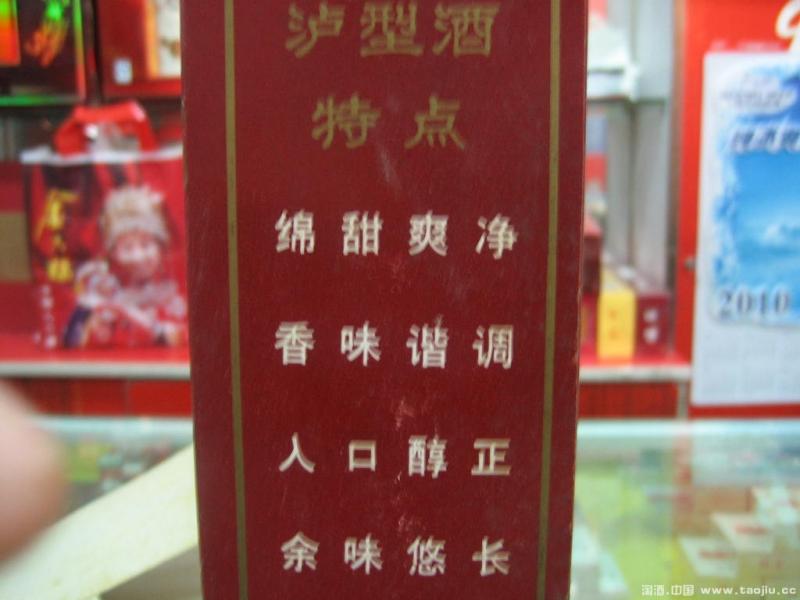 泸型酒
特点
绵甜爽净
香味谐调
入口醇正
余味悠长
2010
淘酒.中国 www.taojiu.cc